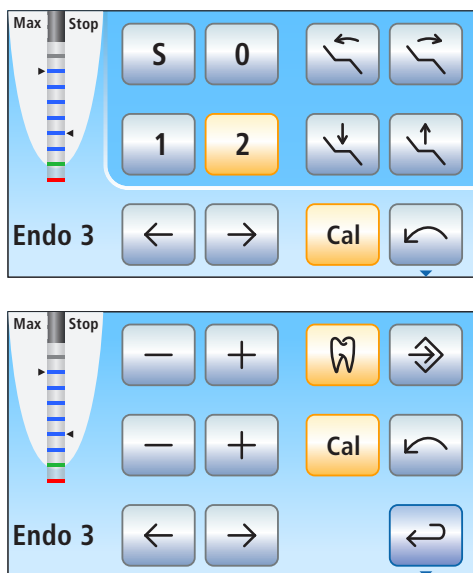 Max Stop
S 0
1 2
Endo 3 Cal
Max Stop
− +
− + Cal
Endo 3